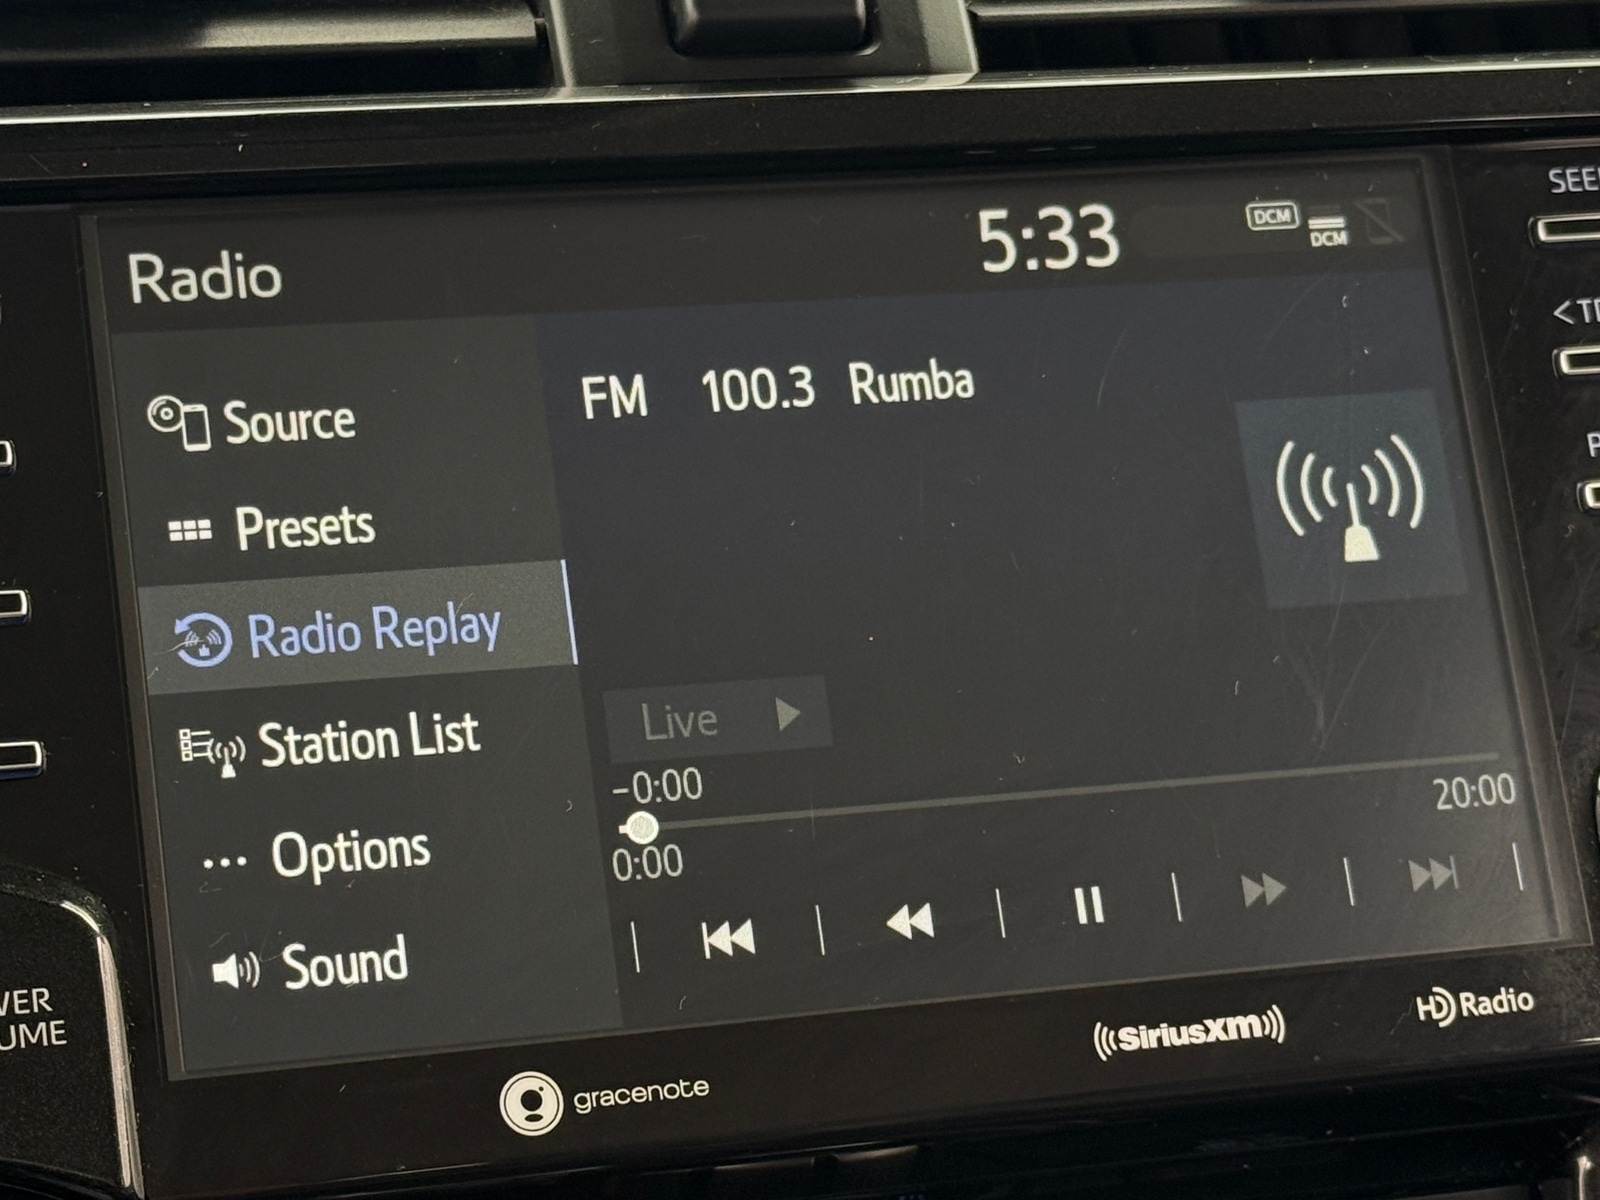 Radio
5:33
DCM
DCM
Source
Presets
Radio Replay
Station List
Options
Sound
FM 100.3 Rumba
Live
-0:00
20:00
0:00
gracenote
SiriusXM
HD Radio